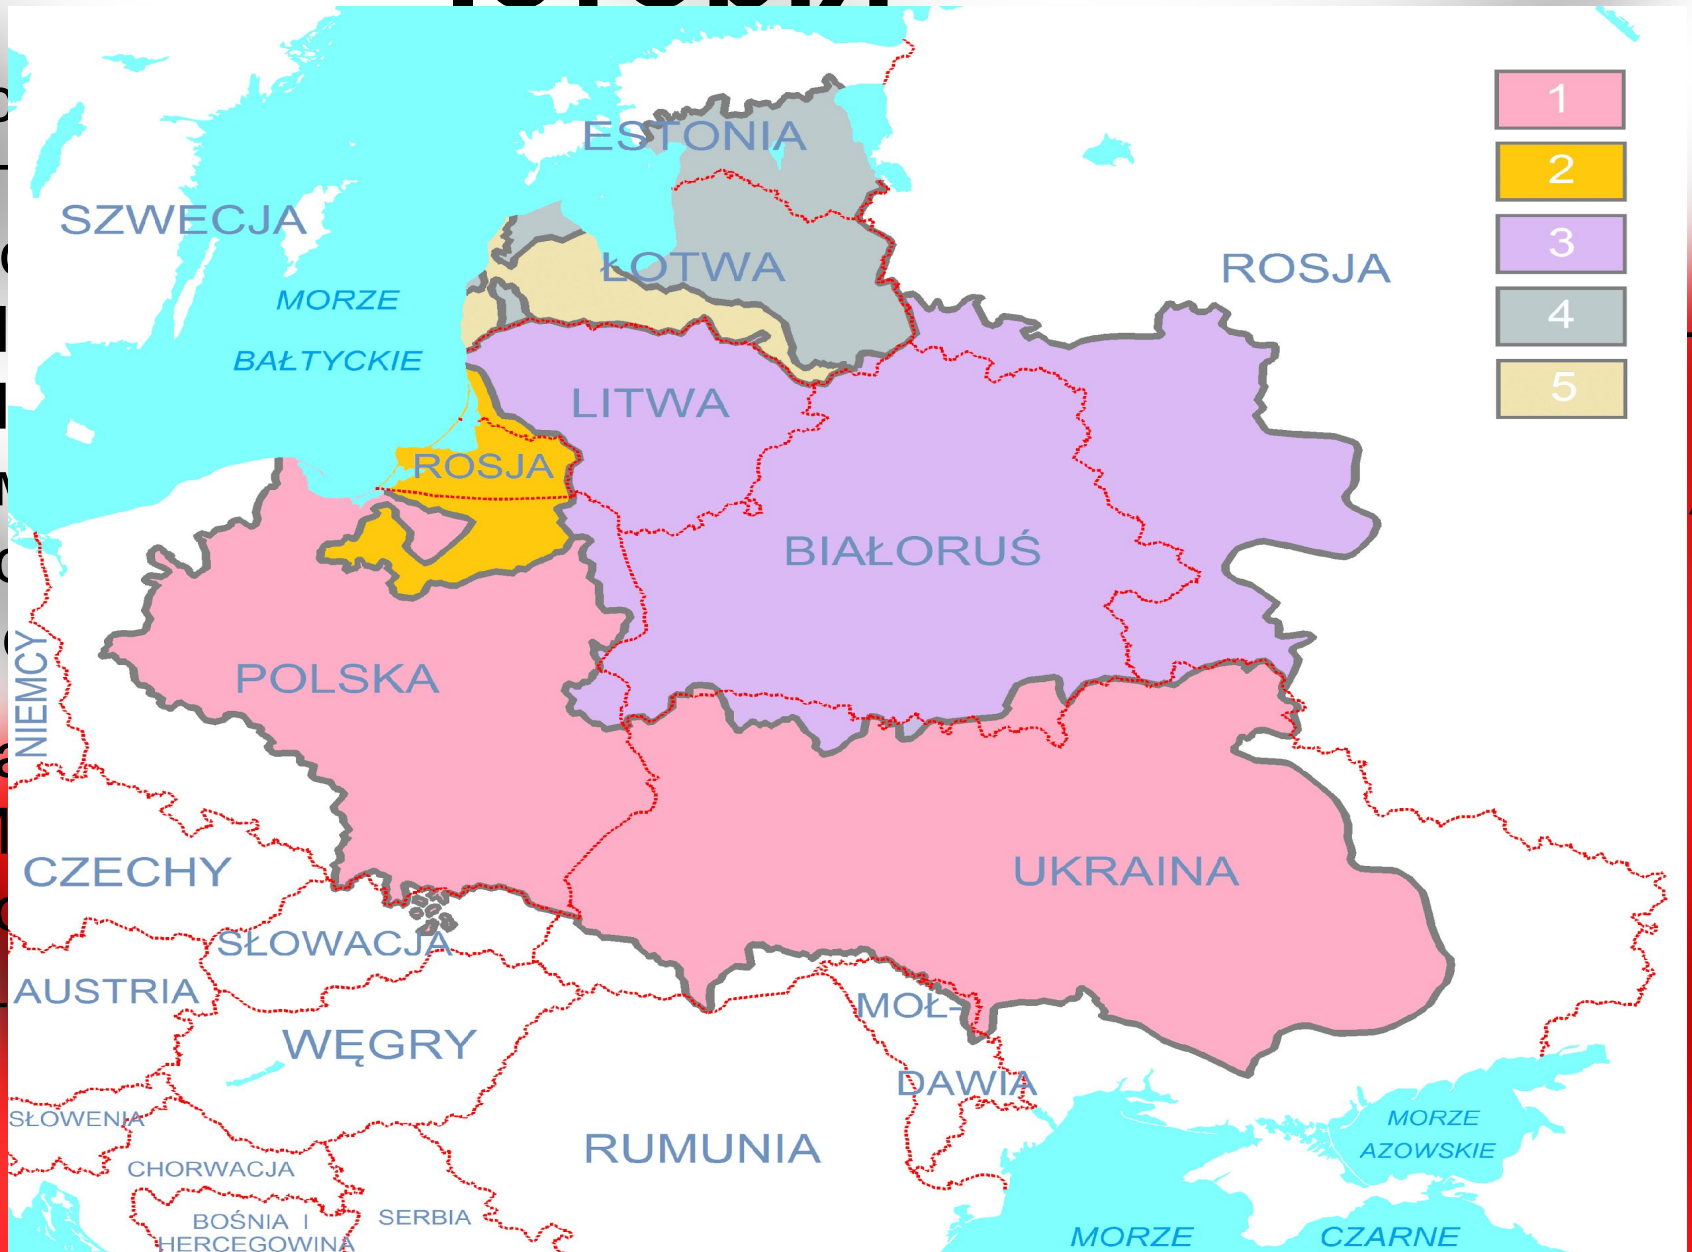 ESTONIA
1
2
SZWECJA
3
ŁOTWA
ROSJA
MORZE
4
BAŁTYCKIE
5
LITWA
ROSJA
BIAŁORUŚ
POLSKA
NIEMCY
CZECHY
UKRAINA
SŁOWACJA
AUSTRIA
MOŁ-
WĘGRY
DAWIA
SŁOWENIA
MORZE
RUMUNIA
AZOWSKIE
CHORWACJA
BOŚNIA I
HERCEGOWINA
SERBIA
MORZE CZARNE